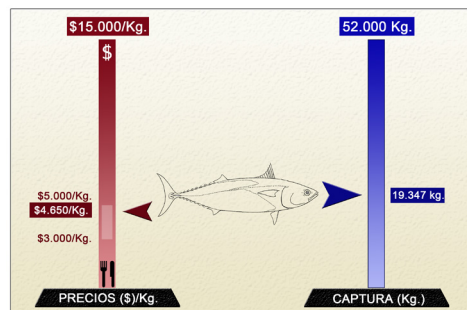 $15.000/Kg.
52.000 Kg.
$
$5.000/Kg.
$4.650/Kg.
$3.000/Kg.
19.347 kg.
PRECIOS ($)/Kg.
CAPTURA (Kg.)